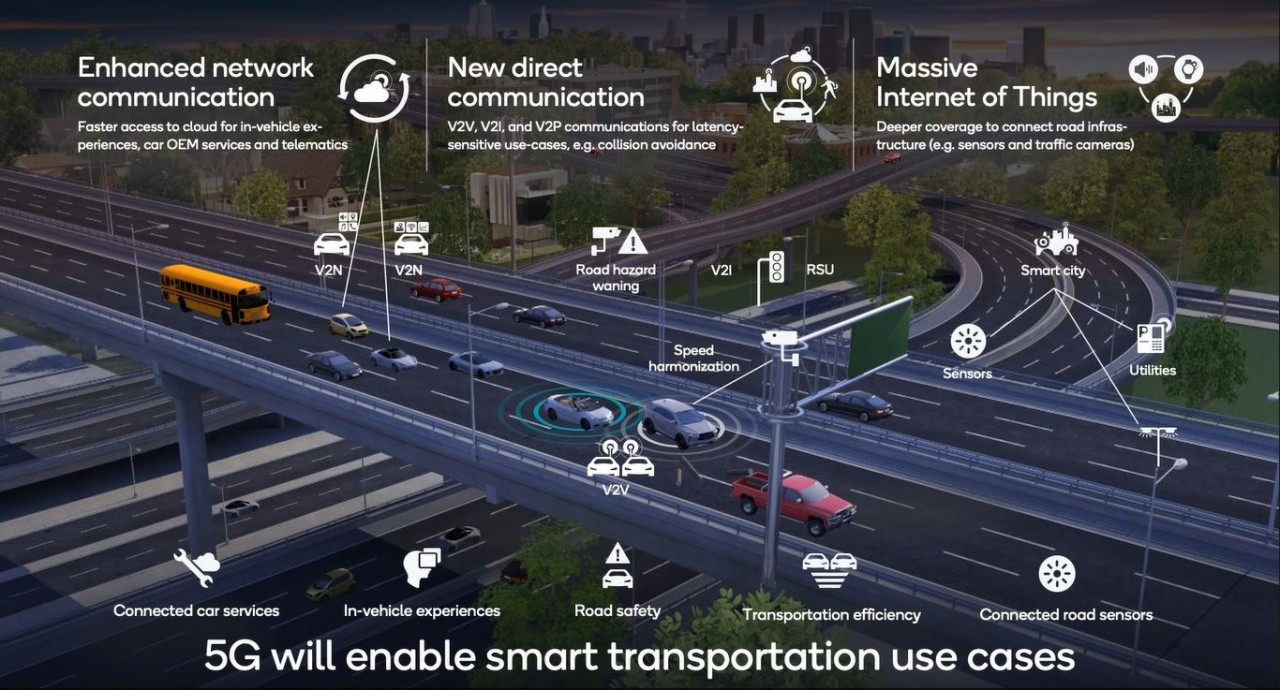 Enhanced network
communication
Faster access to cloud for in-vehicle ex-
periences, car OEM services and telematics
New direct
communication
V2V, V2I, and V2P communications for latency-
sensitive use-cases, e.g. collision avoidance
Massive
Internet of Things
Deeper coverage to connect road infras-
tructure (e.g. sensors and traffic cameras)
V2N
V2N
Road hazard
waning
V2I
RSU
Smart city
Speed
harmonization
Sensors
P
Utilities
V2V
Connected car services
In-vehicle experiences
Road safety
Transportation efficiency
Connected road sensors
5G will enable smart transportation use cases